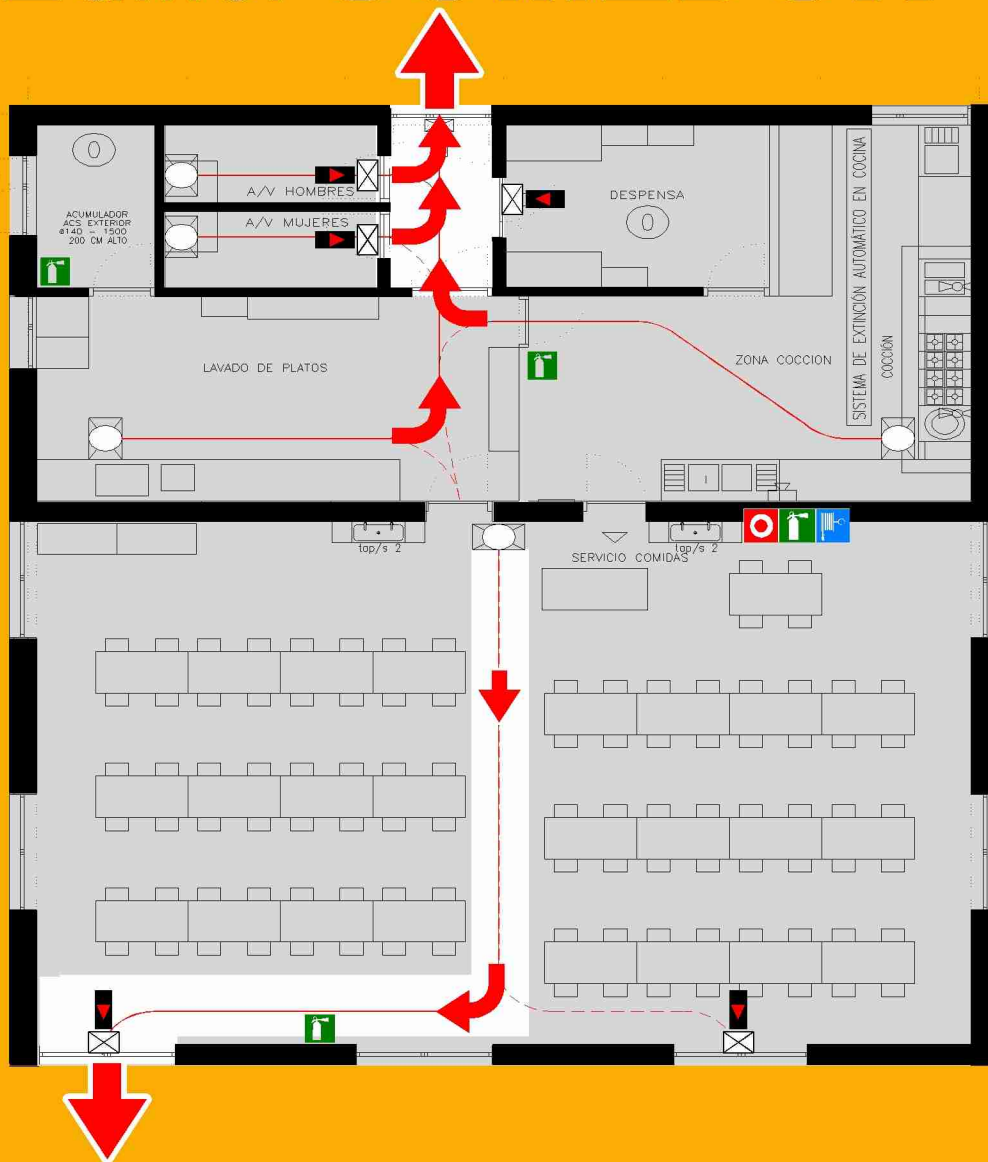 A/V HOMBRES
DESPENSA
ACUMULADOR
ACS EXTERIOR
ø140 - 1500
200 CM ALTO
A/V MUJERES
SISTEMA DE EXTINCIÓN AUTOMÁTICO EN COCINA
COCCIÓN
LAVADO DE PLATOS
ZONA COCCION
top/s 2
SERVICIO COMIDAS
top/s 2